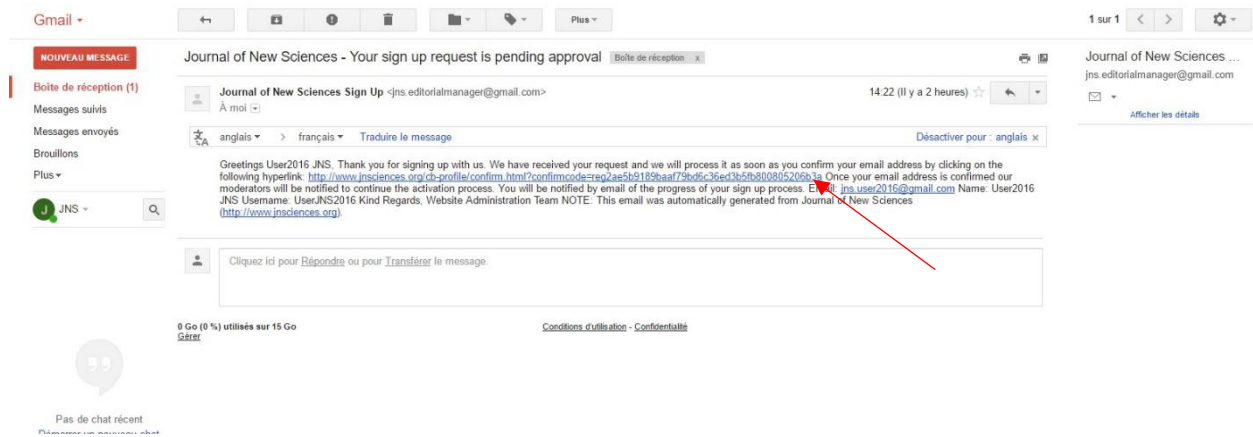 Gmail
Plus
1 sur 1
NOUVEAU MESSAGE
Boîte de réception (1)
Messages suivis
Messages envoyés
Brouillons
Plus
JNS
Journal of New Sciences - Your sign up request is pending approval
Boîte de réception x
Journal of New Sciences Sign Up <jns.editorialmanager@gmail.com>
14:22 (Il y a 2 heures)
À moi
anglais > français Traduire le message
Désactiver pour : anglais x
Greetings User2016 JNS, Thank you for signing up with us. We have received your request and we will process it as soon as you confirm your email address by clicking on the
following hyperlink: http://www.jnsciences.org/cb-profile/confirm.html?confirmcode=reg2ae5b9189baaf79bd6c36ed3b5fb800805206b3a Once your email address is confirmed our
moderators will be notified to continue the activation process. You will be notified by email of the progress of your sign up process. Email: jns.user2016@gmail.com Name: User2016
JNS Username: UserJNS2016 Kind Regards, Website Administration Team NOTE: This email was automatically generated from Journal of New Sciences
(http://www.jnsciences.org).
Cliquez ici pour Répondre ou pour Transférer le message.
0 Go (0 %) utilisés sur 15 Go
Gérer
Conditions d'utilisation - Confidentialité
Journal of New Sciences ...
jns.editorialmanager@gmail.com
Afficher les détails
Pas de chat récent
Démarrer un nouveau chat